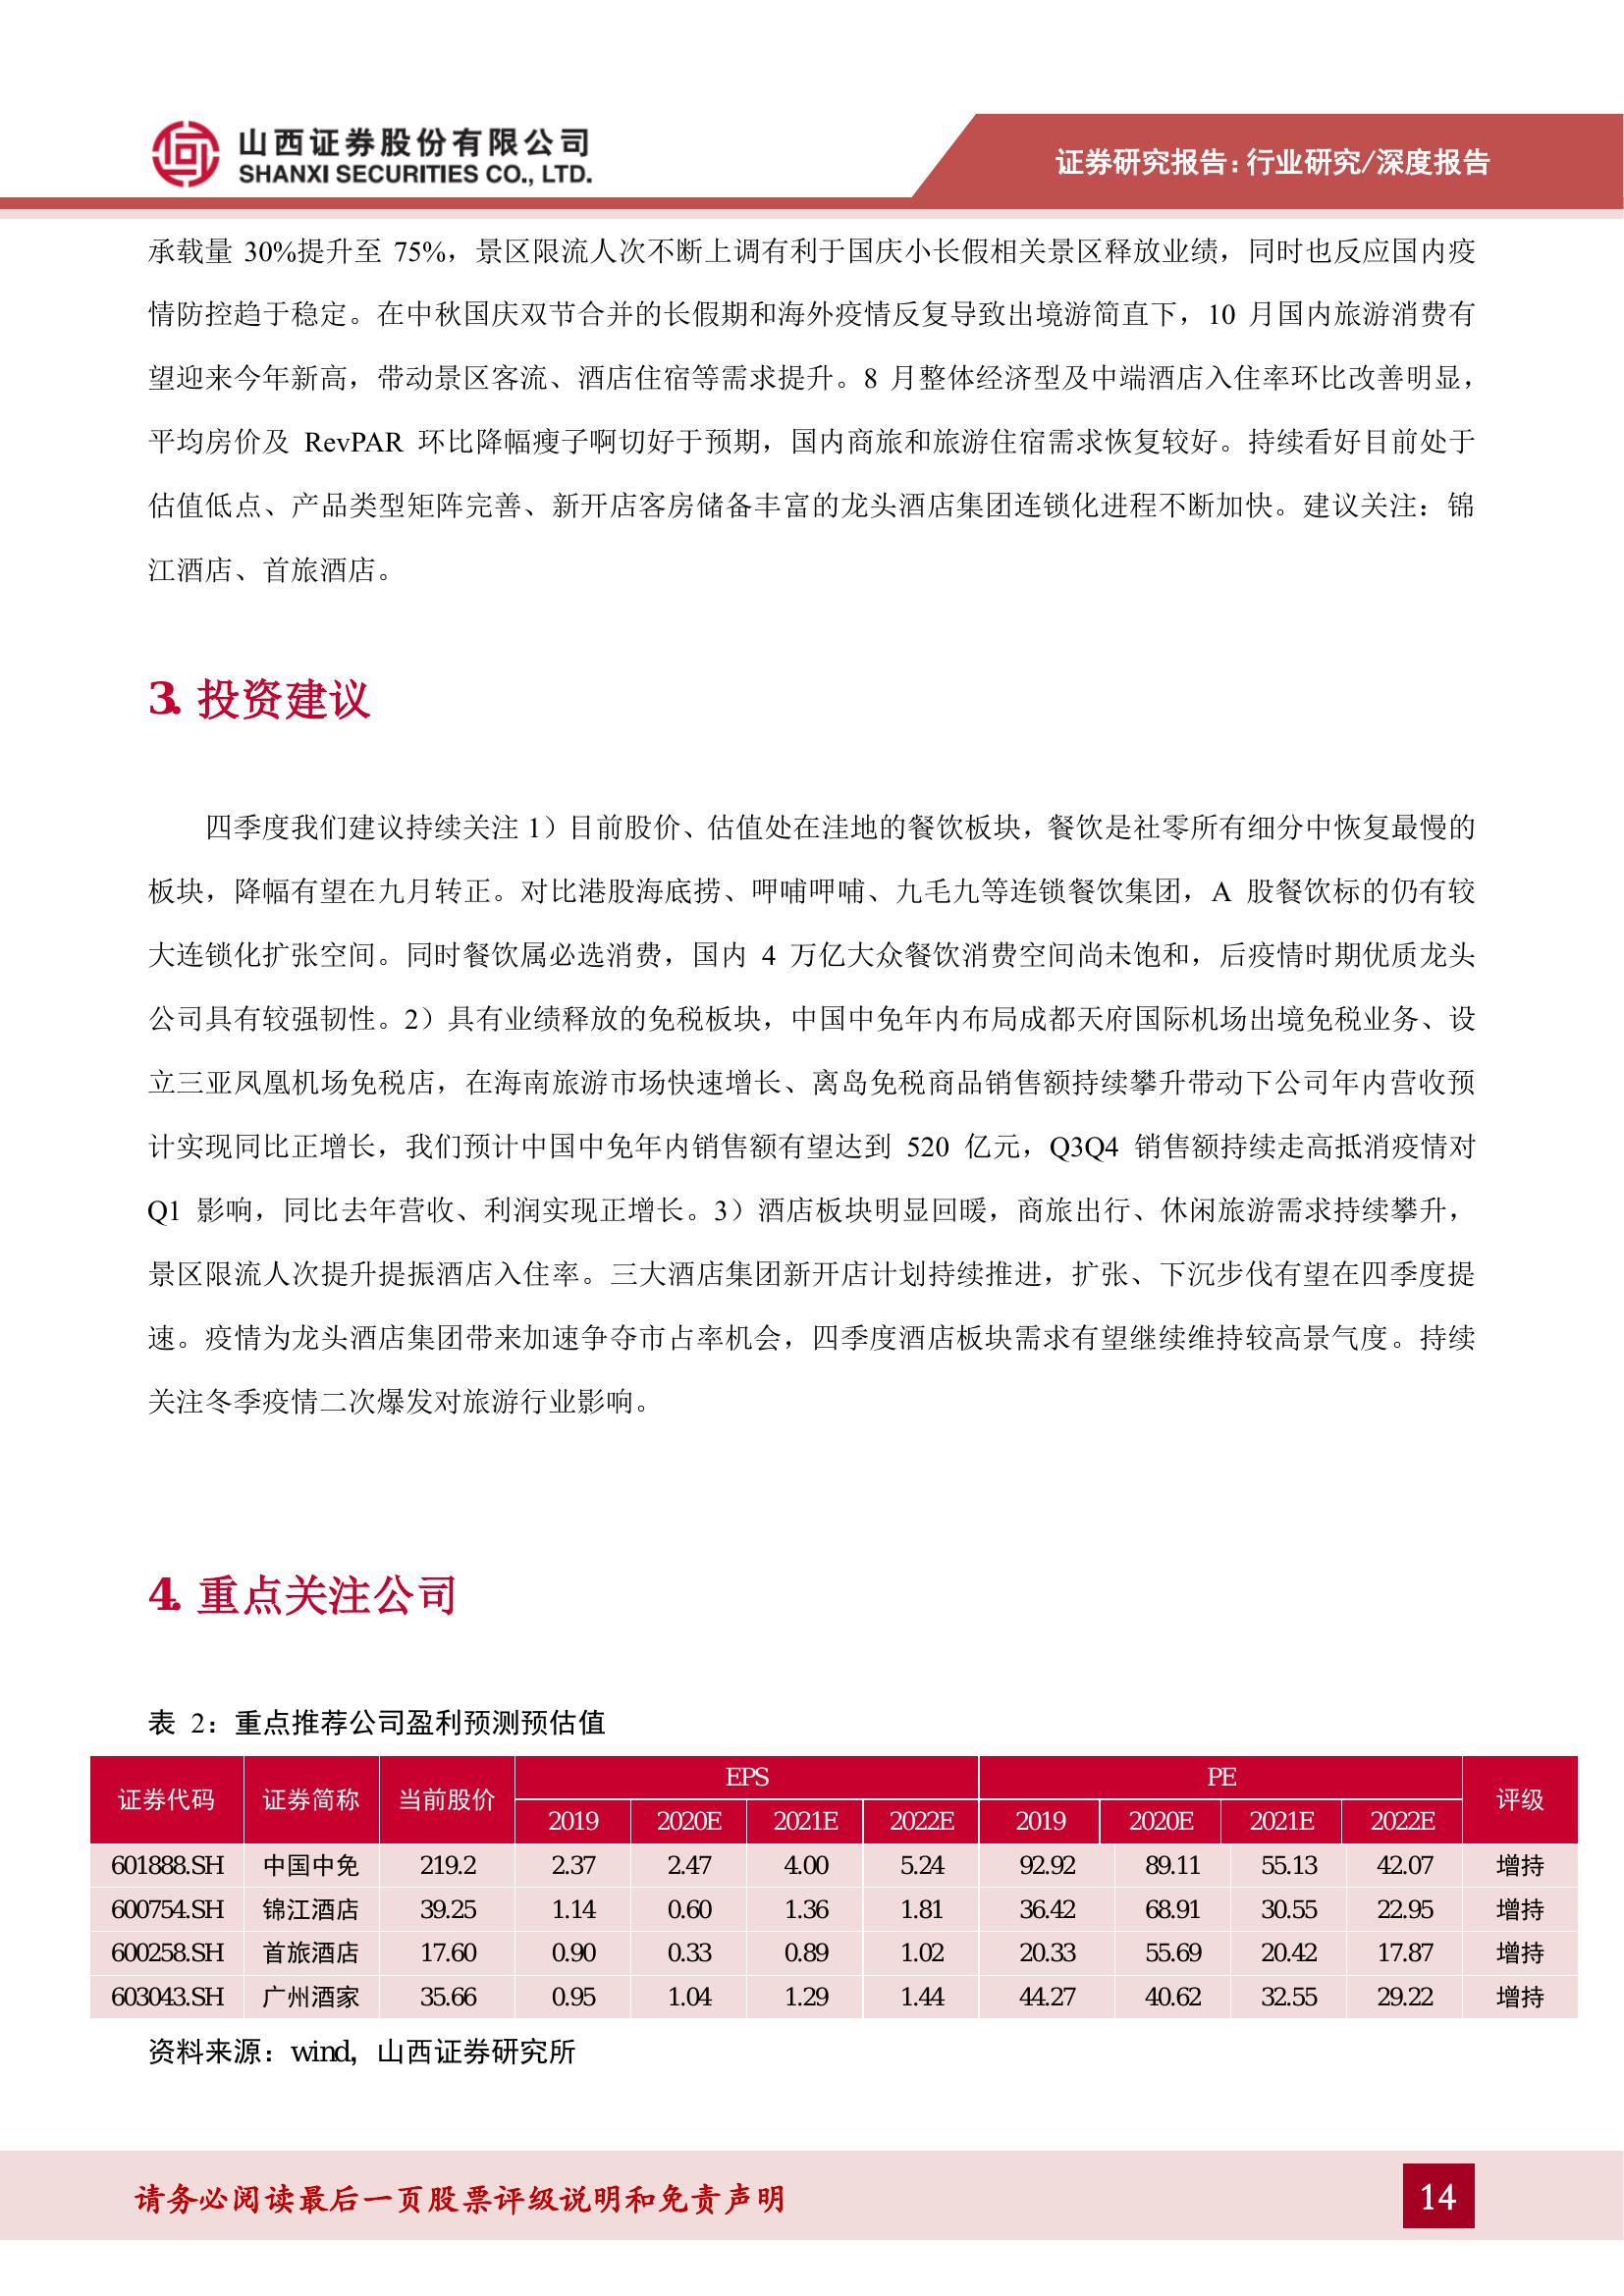 山西证券股份有限公司
SHANXI SECURITIES CO., LTD.
证券研究报告：行业研究/深度报告
承载量 30%提升至 75%，景区限流人次不断上调有利于国庆小长假相关景区释放业绩，同时也反应国内疫
情防控趋于稳定。在中秋国庆双节合并的长假期和海外疫情反复导致出境游简直下，10 月国内旅游消费有
望迎来今年新高，带动景区客流、酒店住宿等需求提升。8 月整体经济型及中端酒店入住率环比改善明显，
平均房价及 RevPAR 环比降幅瘦子啊切好于预期，国内商旅和旅游住宿需求恢复较好。持续看好目前处于
估值低点、产品类型矩阵完善、新开店客房储备丰富的龙头酒店集团连锁化进程不断加快。建议关注：锦
江酒店、首旅酒店。
3. 投资建议
四季度我们建议持续关注 1）目前股价、估值处在洼地的餐饮板块，餐饮是社零所有细分中恢复最慢的
板块，降幅有望在九月转正。对比港股海底捞、呷哺呷哺、九毛九等连锁餐饮集团，A 股餐饮标的仍有较
大连锁化扩张空间。同时餐饮属必选消费，国内 4 万亿大众餐饮消费空间尚未饱和，后疫情时期优质龙头
公司具有较强韧性。2）具有业绩释放的免税板块，中国中免年内布局成都天府国际机场出境免税业务、设
立三亚凤凰机场免税店，在海南旅游市场快速增长、离岛免税商品销售额持续攀升带动下公司年内营收预
计实现同比正增长，我们预计中国中免年内销售额有望达到 520 亿元，Q3Q4 销售额持续走高抵消疫情对
Q1 影响，同比去年营收、利润实现正增长。3）酒店板块明显回暖，商旅出行、休闲旅游需求持续攀升，
景区限流人次提升提振酒店入住率。三大酒店集团新开店计划持续推进，扩张、下沉步伐有望在四季度提
速。疫情为龙头酒店集团带来加速争夺市占率机会，四季度酒店板块需求有望继续维持较高景气度。持续
关注冬季疫情二次爆发对旅游行业影响。
4. 重点关注公司
表 2：重点推荐公司盈利预测预估值
证券代码 证券简称 当前股价 EPS PE 评级
2019 2020E 2021E 2022E 2019 2020E 2021E 2022E
601888.SH 中国中免 219.2 2.37 2.47 4.00 5.24 92.92 89.11 55.13 42.07 增持
600754.SH 锦江酒店 39.25 1.14 0.60 1.36 1.81 36.42 68.91 30.55 22.95 增持
600258.SH 首旅酒店 17.60 0.90 0.33 0.89 1.02 20.33 55.69 20.42 17.87 增持
603043.SH 广州酒家 35.66 0.95 1.04 1.29 1.44 44.27 40.62 32.55 29.22 增持
资料来源：wind，山西证券研究所
请务必阅读最后一页股票评级说明和免责声明
14